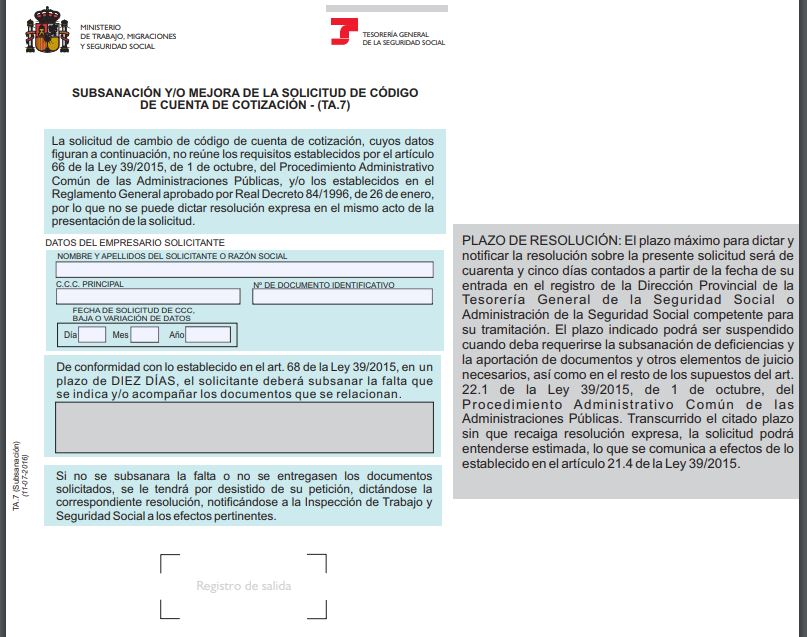 MINISTERIO
DE TRABAJO, MIGRACIONES
Y SEGURIDAD SOCIAL
TESORERÍA GENERAL
DE LA SEGURIDAD SOCIAL
SUBSANACIÓN Y/O MEJORA DE LA SOLICITUD DE CÓDIGO
DE CUENTA DE COTIZACIÓN - (TA.7)
La solicitud de cambio de código de cuenta de cotización, cuyos datos
figuran a continuación, no reúne los requisitos establecidos por el artículo
66 de la Ley 39/2015, de 1 de octubre, del Procedimiento Administrativo
Común de las Administraciones Públicas, y/o los establecidos en el
Reglamento General aprobado por Real Decreto 84/1996, de 26 de enero,
por lo que no se puede dictar resolución expresa en el mismo acto de la
presentación de la solicitud.
DATOS DEL EMPRESARIO SOLICITANTE
NOMBRE Y APELLIDOS DEL SOLICITANTE O RAZÓN SOCIAL
C.C.C. PRINCIPAL
Nº DE DOCUMENTO IDENTIFICATIVO
FECHA DE SOLICITUD DE CCC,
BAJA O VARIACIÓN DE DATOS
Día Mes Año
De conformidad con lo establecido en el art. 68 de la Ley 39/2015, en un
plazo de DIEZ DÍAS, el solicitante deberá subsanar la falta que
se indica y/o acompañar los documentos que se relacionan.
Si no se subsanara la falta o no se entregasen los documentos
solicitados, se le tendrá por desistido de su petición, dictándose la
correspondiente resolución, notificándose a la Inspección de Trabajo y
Seguridad Social a los efectos pertinentes.
TA.7 (Subsanación)
(11-07-2016)
Registro de salida
PLAZO DE RESOLUCIÓN: El plazo máximo para dictar y
notificar la resolución sobre la presente solicitud será de
cuarenta y cinco días contados a partir de la fecha de su
entrada en el registro de la Dirección Provincial de la
Tesorería General de la Seguridad Social o
Administración de la Seguridad Social competente para
su tramitación. El plazo indicado podrá ser suspendido
cuando deba requerirse la subsanación de deficiencias y
la aportación de documentos y otros elementos de juicio
necesarios, así como en el resto de los supuestos del art.
22.1 de la Ley 39/2015, de 1 de octubre, del
Procedimiento Administrativo Común de las
Administraciones Públicas. Transcurrido el citado plazo
sin que recaiga resolución expresa, la solicitud podrá
entenderse estimada, lo que se comunica a efectos de lo
establecido en el artículo 21.4 de la Ley 39/2015.